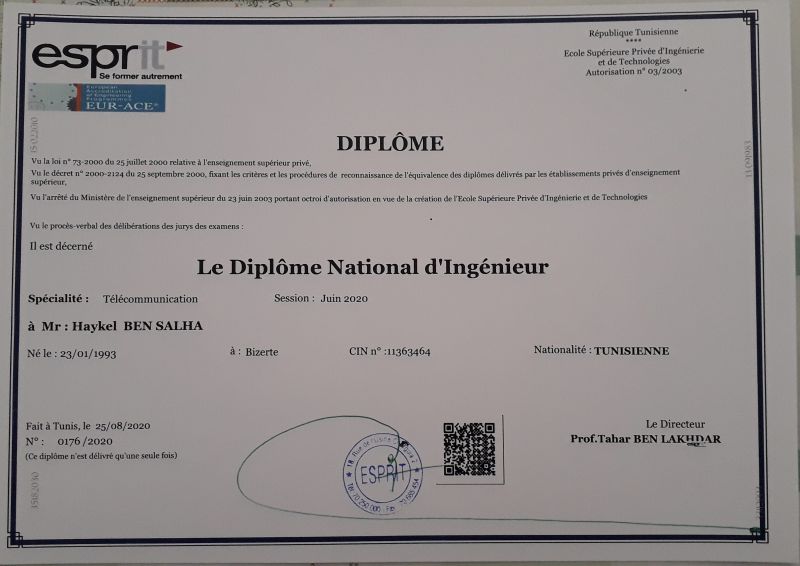 esprit
Se former autrement
European
Accreditation
of Engineering
Programmes
EUR-ACE®
République Tunisienne
****
Ecole Supérieure Privée d'Ingénierie
et de Technologies
Autorisation n° 03/2003
DIPLÔME
Vu la loi n° 73-2000 du 25 juillet 2000 relative à l'enseignement supérieur privé,
Vu le décret n° 2000-2124 du 25 septembre 2000, fixant les critères et les procédures de reconnaissance de l'équivalence des diplômes délivrés par les établissements privés d'enseignement
supérieur,
Vu l'arrêté du Ministère de l'enseignement supérieur du 23 juin 2003 portant octroi d'autorisation en vue de la création de l'Ecole Supérieure Privée d'Ingénierie et de Technologies
Vu le procès-verbal des délibérations des jurys des examens :
Il est décerné
Le Diplôme National d'Ingénieur
Spécialité : Télécommunication Session : Juin 2020
à Mr : Haykel BEN SALHA
Né le : 23/01/1993 à : Bizerte CIN n° :11363464 Nationalité : TUNISIENNE
Fait à Tunis, le 25/08/2020
N° : 0176 /2020
(Ce diplôme n'est délivré qu'une seule fois)
Le Directeur
Prof.Tahar BEN LAKHDAR
ESPRIT